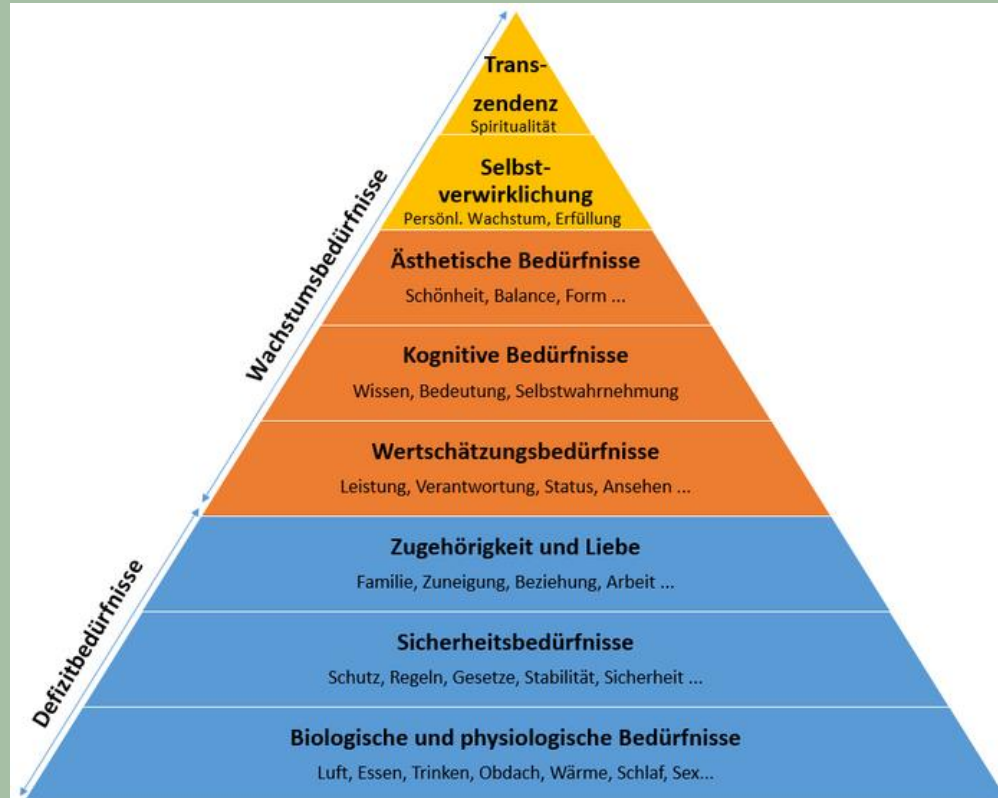 Trans-
zendenz
Spiritualität
Selbst-
verwirklichung
Persönl. Wachstum, Erfüllung
Ästhetische Bedürfnisse
Schönheit, Balance, Form ...
Kognitive Bedürfnisse
Wissen, Bedeutung, Selbstwahrnehmung
Wertschätzungsbedürfnisse
Leistung, Verantwortung, Status, Ansehen ...
Zugehörigkeit und Liebe
Familie, Zuneigung, Beziehung, Arbeit ...
Sicherheitsbedürfnisse
Schutz, Regeln, Gesetze, Stabilität, Sicherheit ...
Biologische und physiologische Bedürfnisse
Luft, Essen, Trinken, Obdach, Wärme, Schlaf, Sex...
Wachstumsbedürfnisse
Defizitbedürfnisse